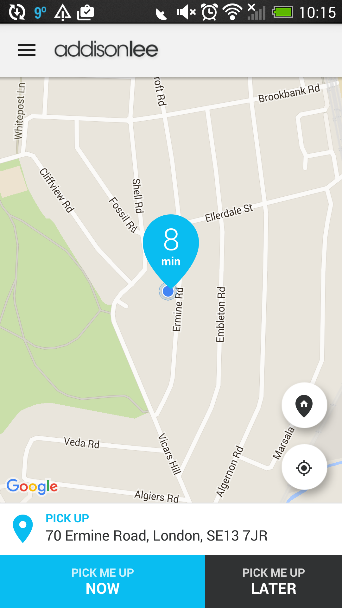 9°
10:15
addisonlee
Whitepost Ln
croft Rd
Brookbank Rd
Cliffview Rd
Shell Rd
Fossil Rd
Ellerdale St
8
min
Ermine Rd
Embleton Rd
Veda Rd
Vicars Hill
Algernon Rd
Marsala
Algiers Rd
Google
PICK UP
70 Ermine Road, London, SE13 7JR
PICK ME UP
NOW
PICK ME UP
LATER